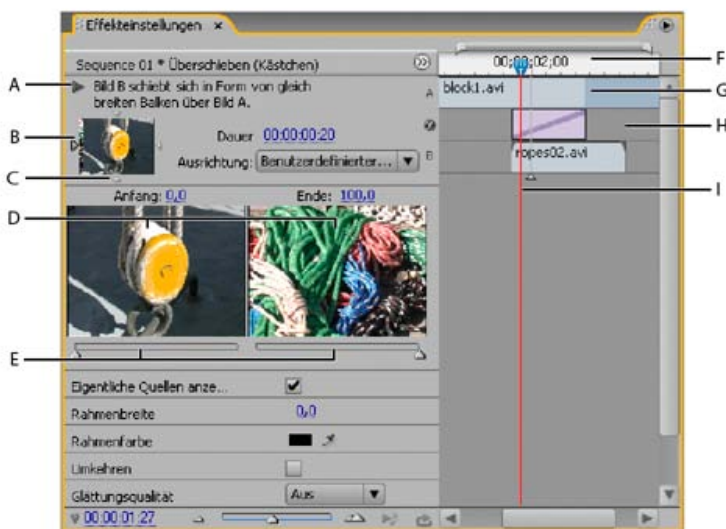 Effekteinstellungen ×
Sequence 01 * Überschieben (Kästchen)
00;00;02;00
F
A
Bild B schiebt sich in Form von gleich
breiten Balken über Bild A.
A
block1.avi
G
B
Dauer 00:00:00:20
H
Ausrichtung: Benutzerdefinierter...
B
ropes02.avi
C
I
Anfang: 0,0
Ende: 100,0
D
E
Eigentliche Quellen anze...
Rahmenbreite
0,0
Rahmenfarbe
Umkehren
Glättungsqualität
Aus
00:00:01:27